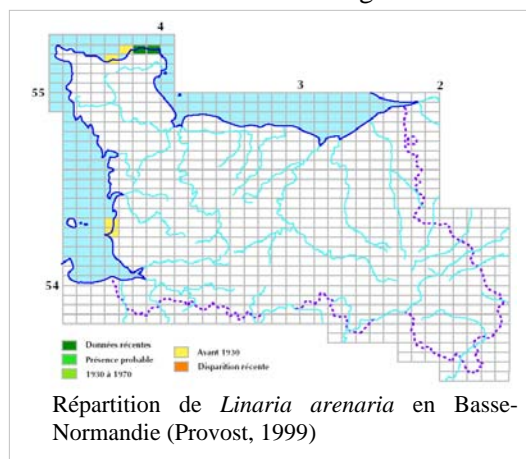 4
3
2
55
54
Données récentes
Présence probable
1930 à 1970
Avant 1930
Disparition récente
Répartition de Linaria arenaria en Basse-
Normandie (Provost, 1999)